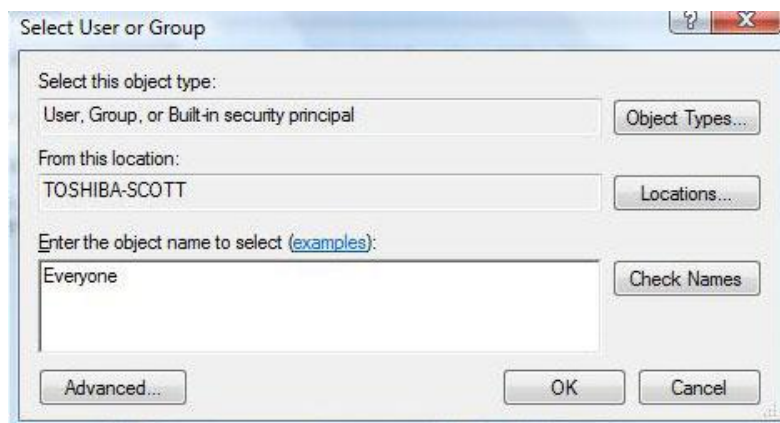 Select User or Group
Select this object type:
User, Group, or Built-in security principal
Object Types...
From this location:
TOSHIBA-SCOTT
Locations...
Enter the object name to select (examples):
Everyone
Check Names
Advanced...
OK
Cancel